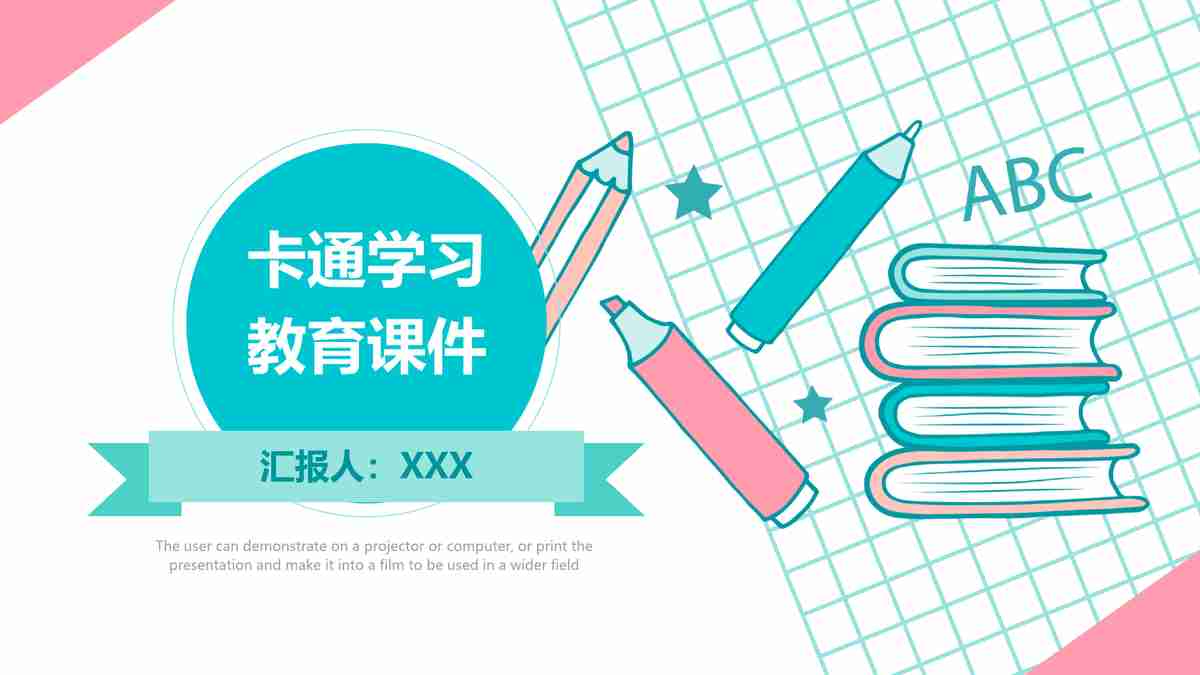 卡通学习
教育课件
汇报人：XXX
The user can demonstrate on a projector or computer, or print the
presentation and make it into a film to be used in a wider field
ABC